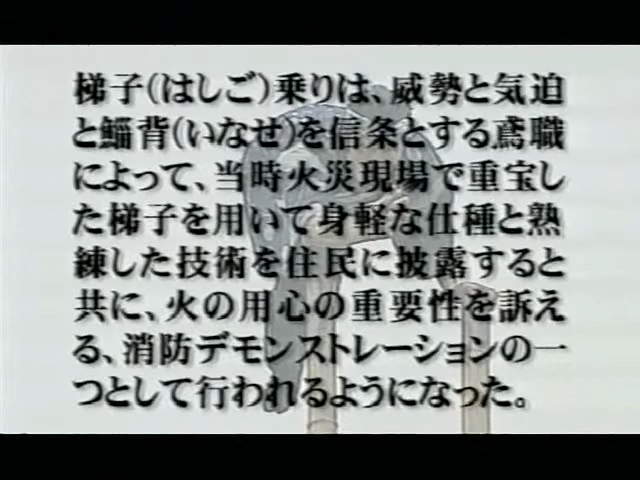 梯子(はしご)乗りは、威勢と気迫
と鯔背(いなせ)を信条とする鳶職
によって、当時火災現場で重宝し
た梯子を用いて身軽な仕種と熟
練した技術を住民に披露すると
共に、火の用心の重要性を訴え
る、消防デモンストレーションの一
つとして行われるようになった。